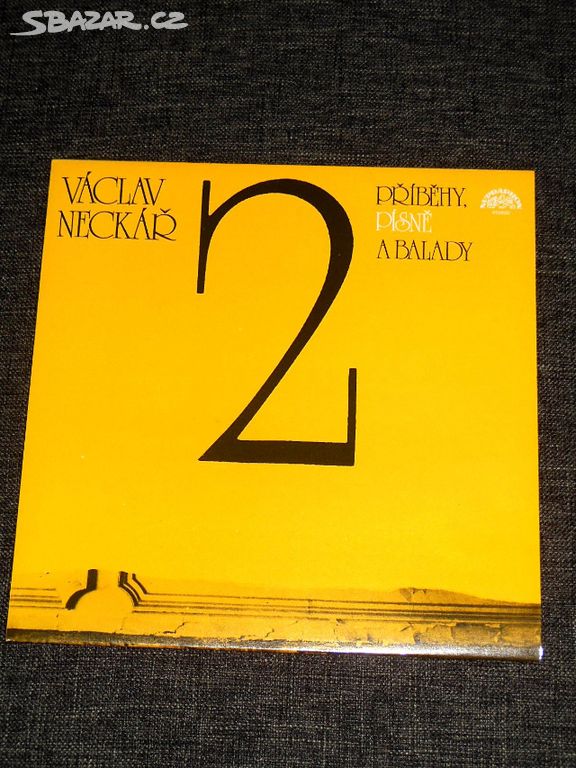 SBAZAR.CZ
VÁCLAV
NECKÁŘ
2
PŘÍBĚHY,
PÍSNĚ
A BALADY
SUPRAPHON